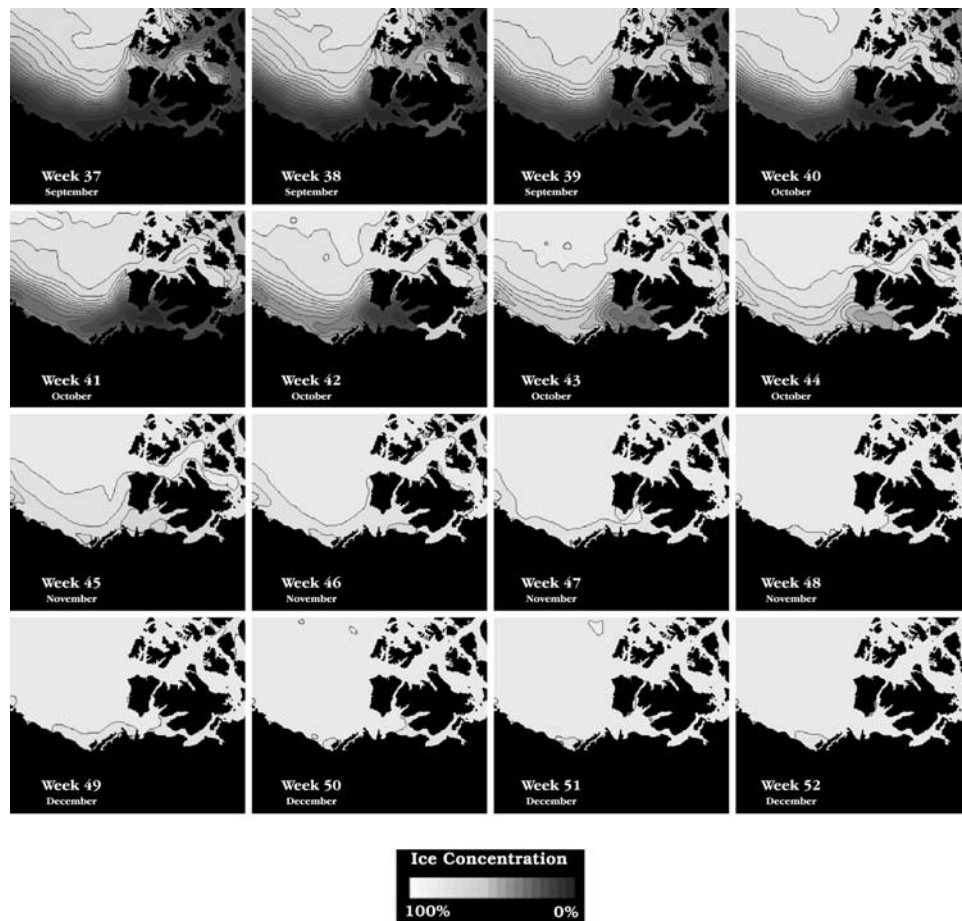 Week 37
September
Week 38
September
Week 39
September
Week 40
October
Week 41
October
Week 42
October
Week 43
October
Week 44
October
Week 45
November
Week 46
November
Week 47
November
Week 48
November
Week 49
December
Week 50
December
Week 51
December
Week 52
December
Ice Concentration
100% 0%